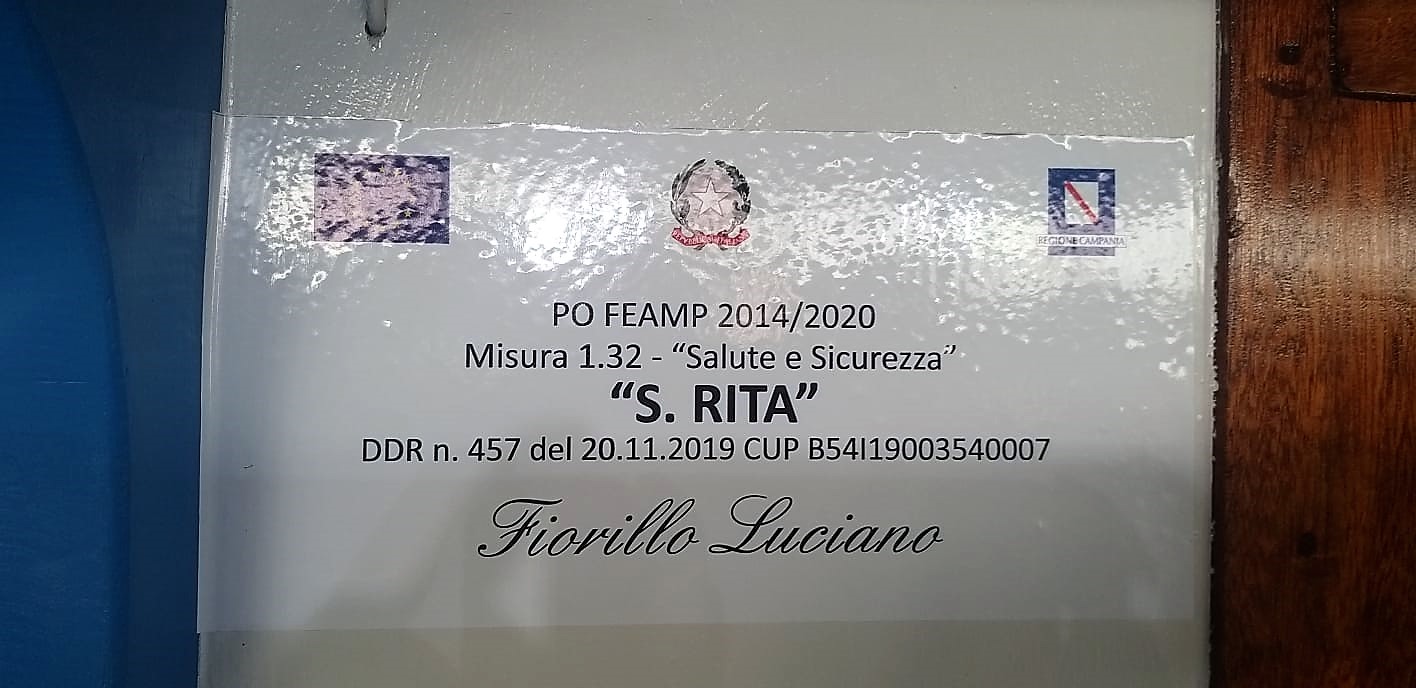 REGIONE CAMPANIA
PO FEAMP 2014/2020
Misura 1.32 - “Salute e Sicurezza”
“S. RITA”
DDR n. 457 del 20.11.2019 CUP B54I19003540007
Fiorillo Luciano